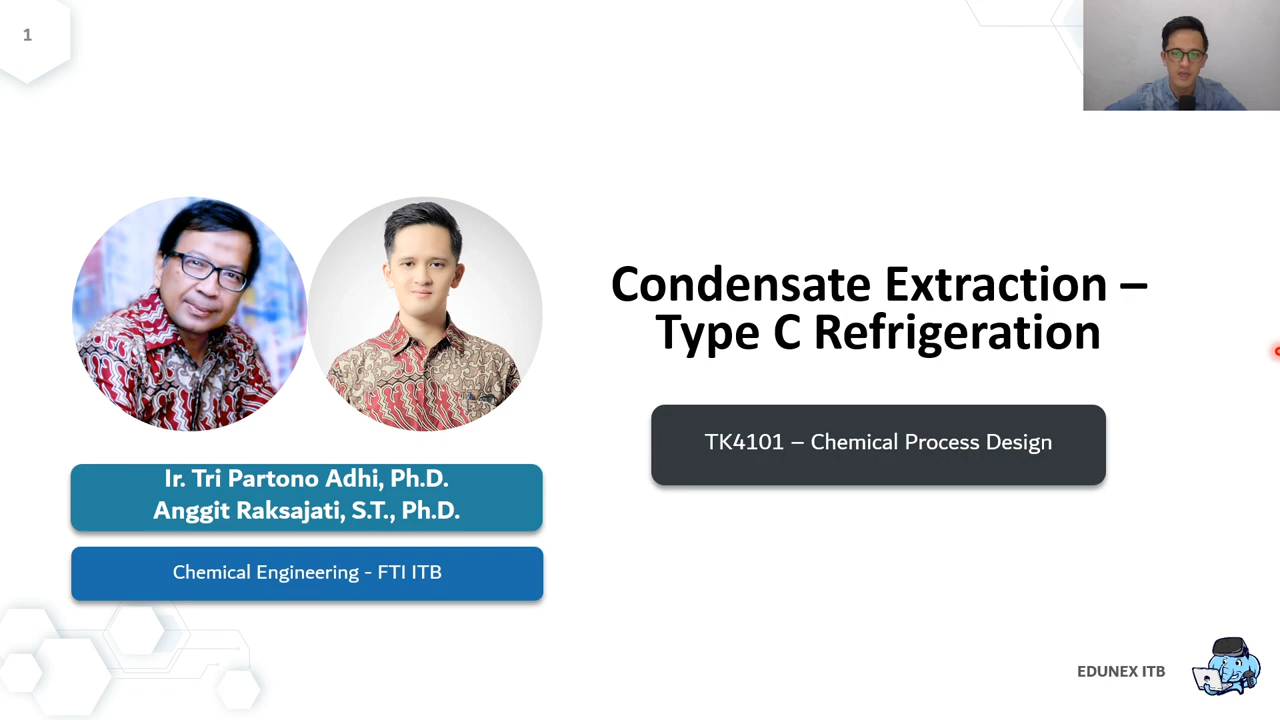 1
Condensate Extraction –
Type C Refrigeration
TK4101 – Chemical Process Design
Ir. Tri Partono Adhi, Ph.D.
Anggit Raksajati, S.T., Ph.D.
Chemical Engineering - FTI ITB
EDUNEX ITB